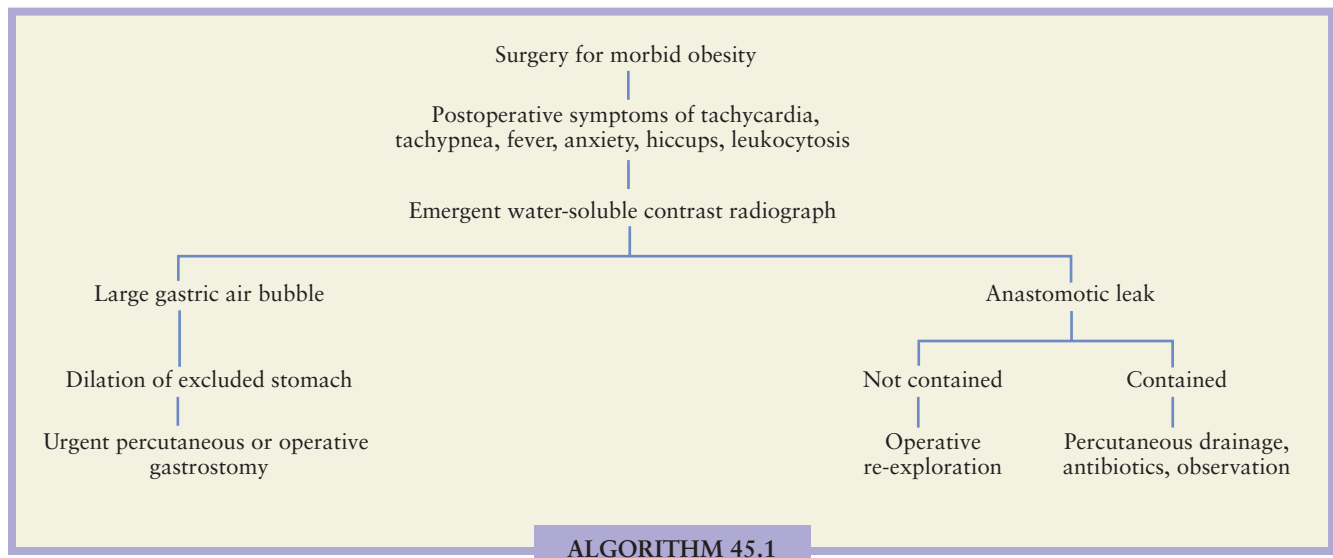 Surgery for morbid obesity
Postoperative symptoms of tachycardia,
tachypnea, fever, anxiety, hiccups, leukocytosis
Emergent water-soluble contrast radiograph
Large gastric air bubble
Anastomotic leak
Dilation of excluded stomach
Not contained
Contained
Urgent percutaneous or operative
gastrostomy
Operative
re-exploration
Percutaneous drainage,
antibiotics, observation
ALGORITHM 45.1